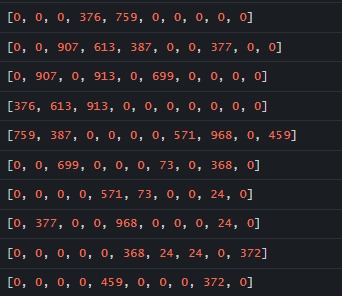 [0, 0, 0, 376, 759, 0, 0, 0, 0, 0]
[0, 0, 907, 613, 387, 0, 0, 377, 0, 0]
[0, 907, 0, 913, 0, 699, 0, 0, 0, 0]
[376, 613, 913, 0, 0, 0, 0, 0, 0, 0]
[759, 387, 0, 0, 0, 0, 571, 968, 0, 459]
[0, 0, 699, 0, 0, 0, 73, 0, 368, 0]
[0, 0, 0, 0, 571, 73, 0, 0, 24, 0]
[0, 377, 0, 0, 968, 0, 0, 0, 24, 0]
[0, 0, 0, 0, 0, 368, 24, 24, 0, 372]
[0, 0, 0, 0, 459, 0, 0, 0, 372, 0]